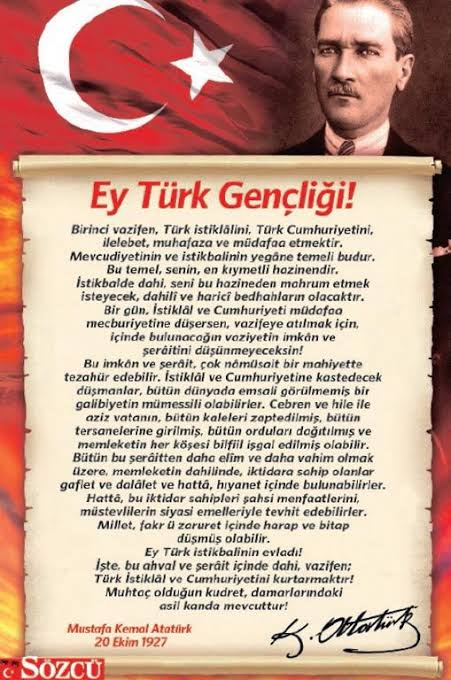 Ey Türk Gençliği!
Birinci vazifen, Türk istiklâlini, Türk Cumhuriyetini,
ilelebet, muhafaza ve müdafaa etmektir.
Mevcudiyetinin ve istikbalinin yegâne temeli budur.
Bu temel, senin, en kıymetli hazinendir.
İstikbalde dahi, seni bu hazineden mahrum etmek
isteyecek, dahilî ve haricî bedhahların olacaktır.
Bir gün, İstiklâl ve Cumhuriyeti müdafaa
mecburiyetine düşersen, vazifeye atılmak için,
içinde bulunacağın vaziyetin imkân ve
şerâitini düşünmeyeceksin!
Bu imkân ve şerâit, çok nâmüsait bir mahiyette
tezahür edebilir. İstiklâl ve Cumhuriyetine kastedecek
düşmanlar, bütün dünyada emsali görülmemiş bir
galibiyetin mümessili olabilirler. Cebren ve hile ile
aziz vatanın, bütün kaleleri zaptedilmiş, bütün
tersanelerine girilmiş, bütün orduları dağıtılmış ve
memleketin her köşesi bilfiil işgal edilmiş olabilir.
Bütün bu şerâitten daha elîm ve daha vahim olmak
üzere, memleketin dahilinde, iktidara sahip olanlar
gaflet ve dalâlet ve hattâ, hıyanet içinde bulunabilirler.
Hattâ, bu iktidar sahipleri şahsi menfaatlerini,
müstevlilerin siyasi emelleriyle tevhit edebilirler.
Millet, fakr ü zaruret içinde harap ve bitap
düşmüş olabilir.
Ey Türk istikbalinin evladı!
İşte, bu ahval ve şerâit içinde dahi, vazifen;
Türk İstiklâl ve Cumhuriyetini kurtarmaktır!
Muhtaç olduğun kudret, damarlarındaki
asil kanda mevcuttur!
Mustafa Kemal Atatürk
20 Ekim 1927
K. Atatürk
SÖZCÜ